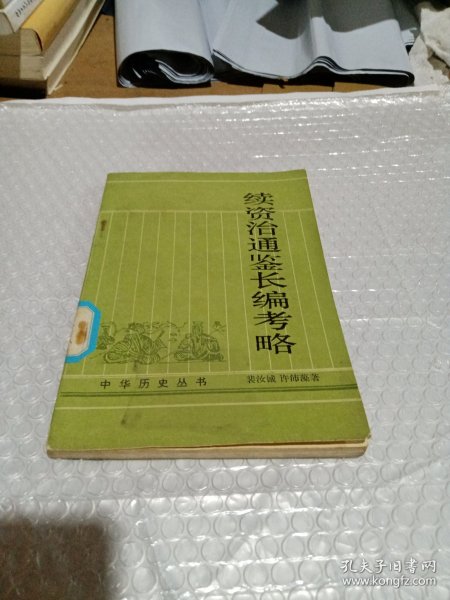 续资治通鉴长编考略
中华历史丛书
裴汝诚 许沛藻著
孔夫子旧书网
www.kongfz.com